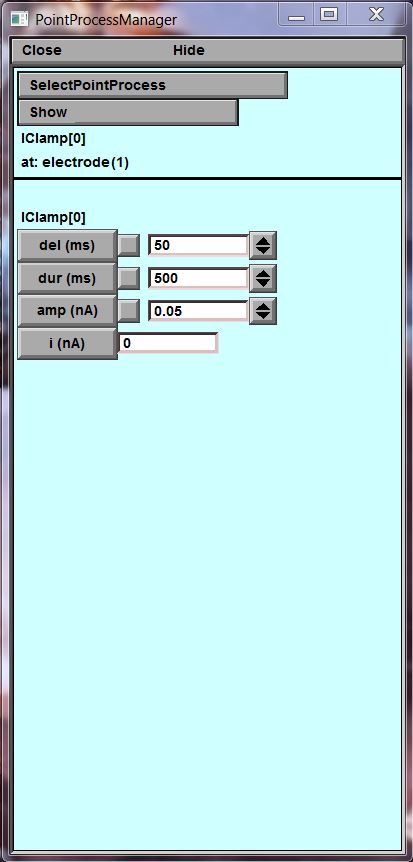 PointProcessManager
Close Hide
SelectPointProcess
Show
IClamp[0]
at: electrode(1)
IClamp[0]
del (ms) 50
dur (ms) 500
amp (nA) 0.05
i (nA) 0